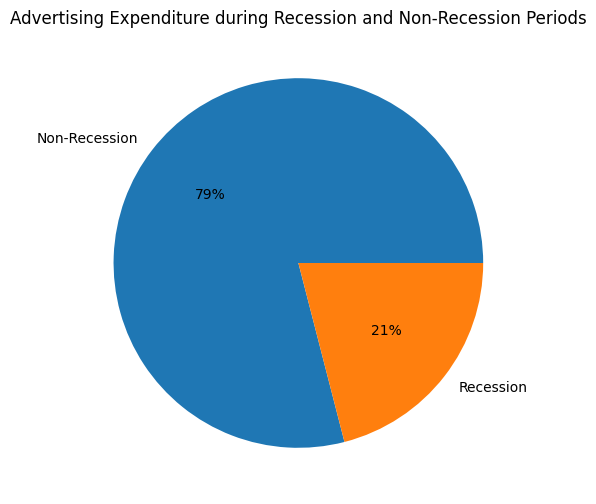 Advertising Expenditure during Recession and Non-Recession Periods
Non-Recession
79%
21%
Recession